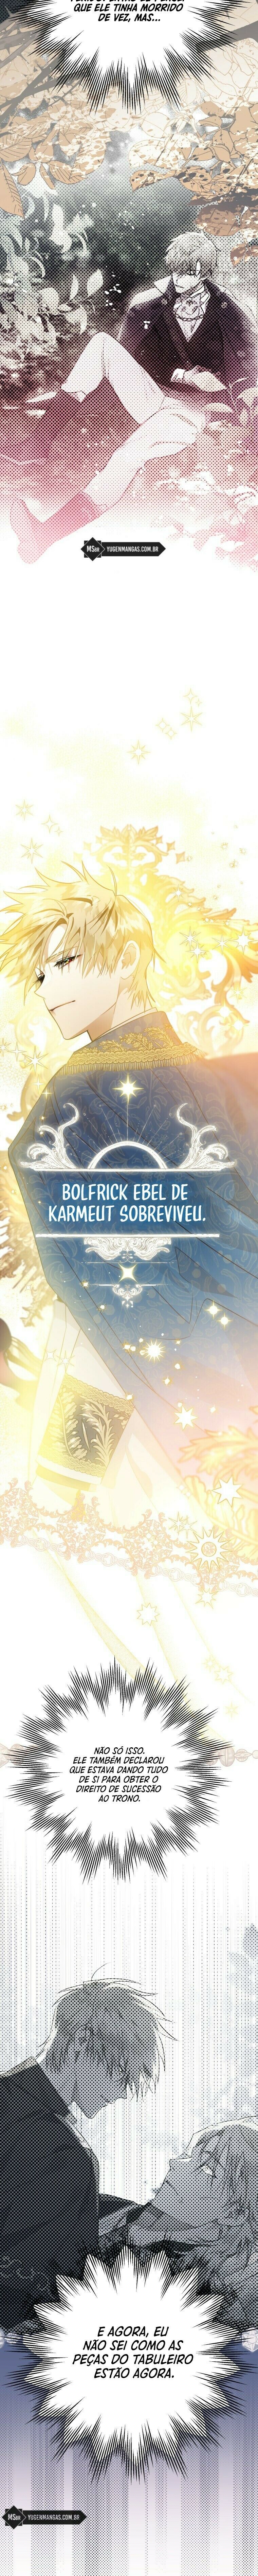 QUE ELE TINHA MORRIDO
DE VEZ, MAS...
MSBR YUGENMANGAS.COM.BR
BOLFRICK EBEL DE
KARMEUT SOBREVIVEU.
NÃO SÓ ISSO.
ELE TAMBÉM DECLAROU
QUE ESTAVA DANDO TUDO
DE SI PARA OBTER O
DIREITO DE SUCESSÃO
AO TRONO.
E AGORA, EU
NÃO SEI COMO AS
PEÇAS DO TABULEIRO
ESTÃO AGORA.
MSBR YUGENMANGAS.COM.BR